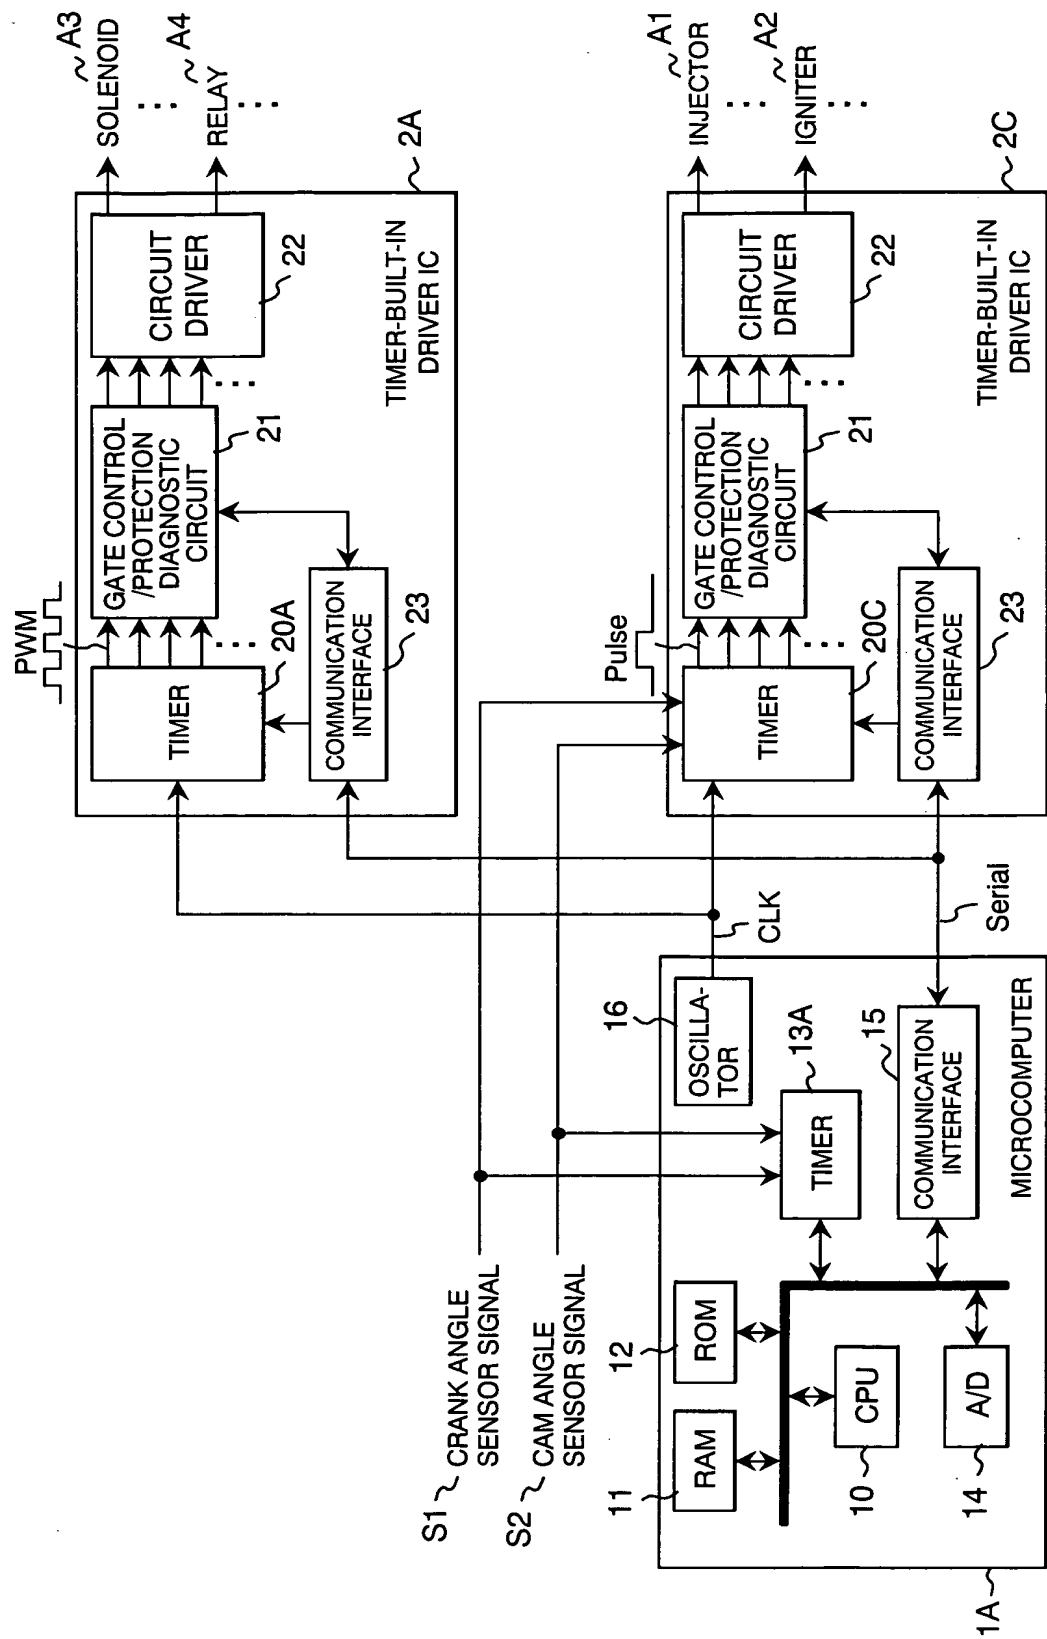 A3
SOLENOID
A4
RELAY
2A
CIRCUIT
DRIVER
22
TIMER-BUILT-IN
DRIVER IC
GATE CONTROL
/PROTECTION
DIAGNOSTIC
CIRCUIT
21
PWM
TIMER
20A
COMMUNICATION
INTERFACE
23
A1
INJECTOR
A2
IGNITER
2C
CIRCUIT
DRIVER
22
TIMER-BUILT-IN
DRIVER IC
GATE CONTROL
/PROTECTION
DIAGNOSTIC
CIRCUIT
21
Pulse
TIMER
20C
COMMUNICATION
INTERFACE
23
CLK
Serial
S1
CRANK ANGLE
SENSOR SIGNAL
S2
CAM ANGLE
SENSOR SIGNAL
16
OSCILLA-
TOR
13A
TIMER
15
COMMUNICATION
INTERFACE
MICROCOMPUTER
12
ROM
11
RAM
CPU
10
A/D
14
1A